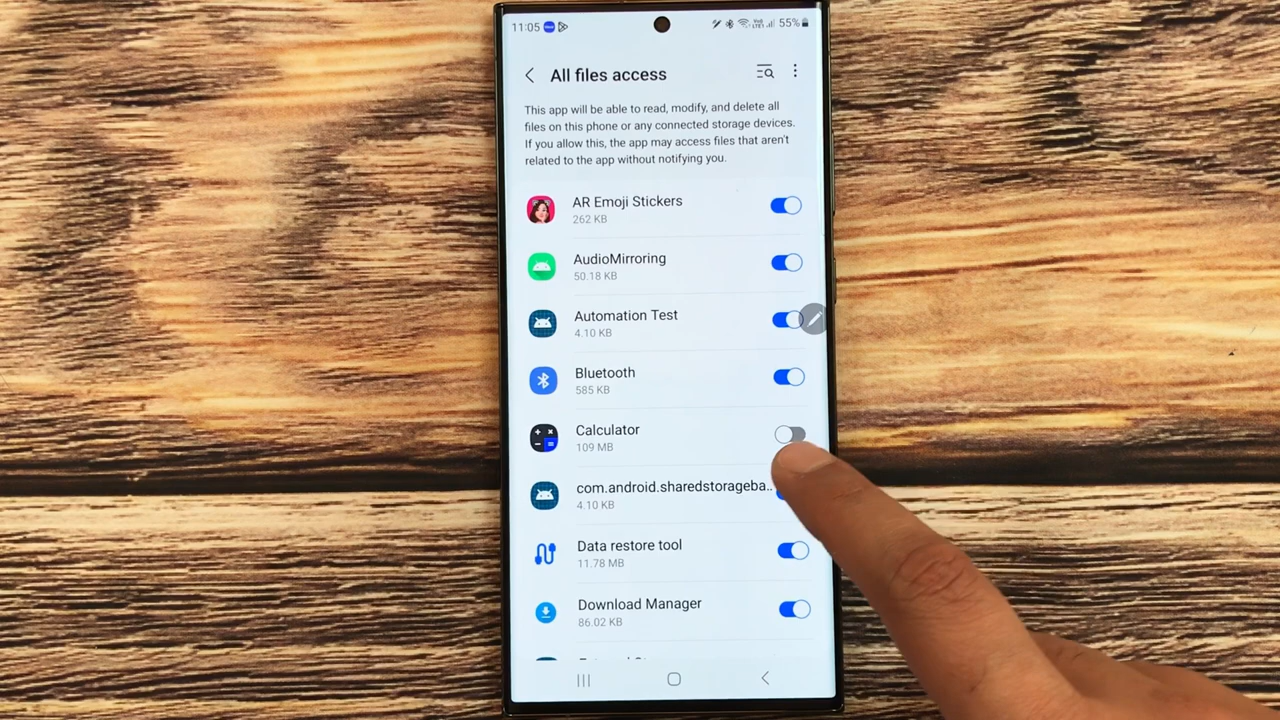 11:05
55%
All files access
This app will be able to read, modify, and delete all
files on this phone or any connected storage devices.
If you allow this, the app may access files that aren't
related to the app without notifying you.
AR Emoji Stickers
262 KB
AudioMirroring
50.18 KB
Automation Test
4.10 KB
Bluetooth
585 KB
Calculator
109 MB
com.android.sharedstorageba..
4.10 KB
Data restore tool
11.78 MB
Download Manager
86.02 KB